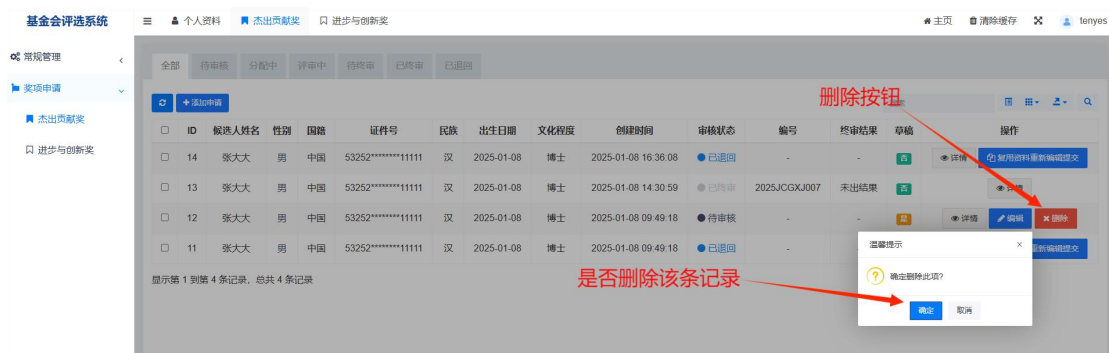 基金会评选系统
个人资料 杰出贡献奖 进步与创新奖 主页 清除缓存 tenyes
常规管理
奖项申请
杰出贡献奖
进步与创新奖
全部 待审核 分配中 评审中 待终审 已终审 已退回
删除按钮
+添加申请
ID 候选人姓名 性别 国籍 证件号 民族 出生日期 文化程度 创建时间 审核状态 编号 终审结果 草稿 操作
14 张大大 男 中国 53252********11111 汉 2025-01-08 博士 2025-01-08 16:36:08 已退回 - - 否 详情 复用资料重新编辑提交
13 张大大 男 中国 53252********11111 汉 2025-01-08 博士 2025-01-08 14:30:59 已终审 2025JCGXJ007 未出结果 否 详情
12 张大大 男 中国 53252********11111 汉 2025-01-08 博士 2025-01-08 09:49:18 待审核 - - 是 详情 编辑 删除
11 张大大 男 中国 53252********11111 汉 2025-01-08 博士 2025-01-08 09:49:18 已退回 - 重新编辑提交
显示第 1 到第 4 条记录，总共 4 条记录
是否删除该条记录
温馨提示
确定删除此项?
确定 取消